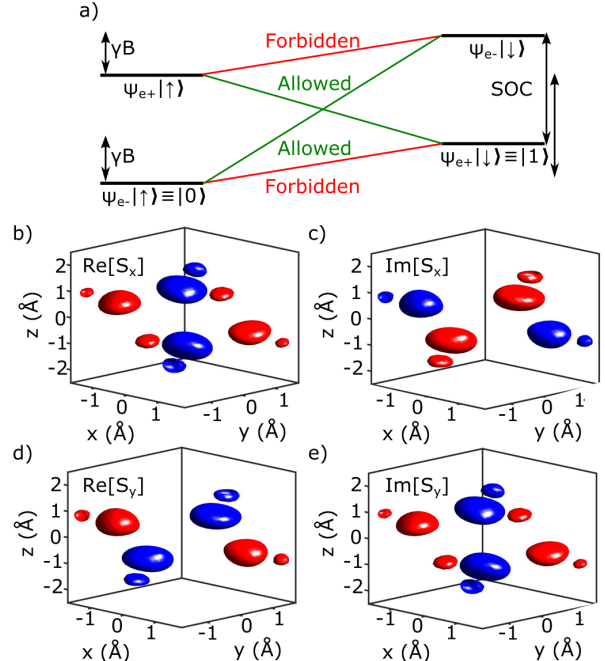 a)
γB
Forbidden
Ψe-|↓⟩
Ψe+|↑⟩
Allowed
SOC
γB
Allowed
Ψe+|↓⟩≡|1⟩
Ψe-|↑⟩≡|0⟩
Forbidden
b)
Re[Sx]
z (Å)
2
1
0
-1
-2
-1 0 1
x (Å)
-1 0 1
y (Å)
c)
Im[Sx]
z (Å)
2
1
0
-1
-2
-1 0 1
x (Å)
-1 0 1
y (Å)
d)
Re[Sy]
z (Å)
2
1
0
-1
-2
-1 0 1
x (Å)
-1 0 1
y (Å)
e)
Im[Sy]
z (Å)
2
1
0
-1
-2
-1 0 1
x (Å)
-1 0 1
y (Å)